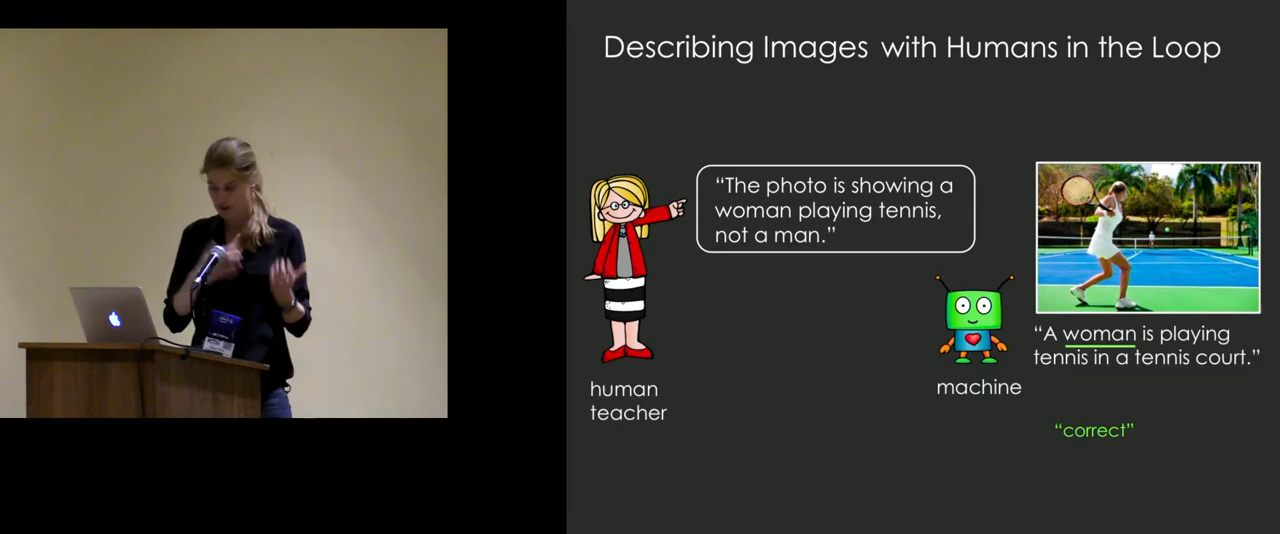 Describing Images with Humans in the Loop
“The photo is showing a
woman playing tennis,
not a man.”
“A woman is playing
tennis in a tennis court.”
human
teacher
machine
“correct”